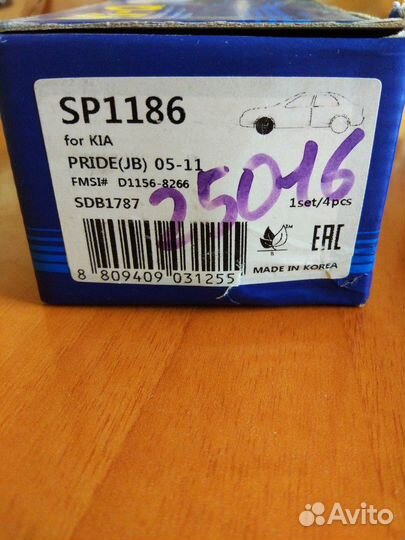 SP1186
for KIA
PRIDE(JB) 05-11
FMSI# D1156-8266
SDB1787
25016
1set/4pcs
EAC
MADE IN KOREA
8 809409 031255
Avito